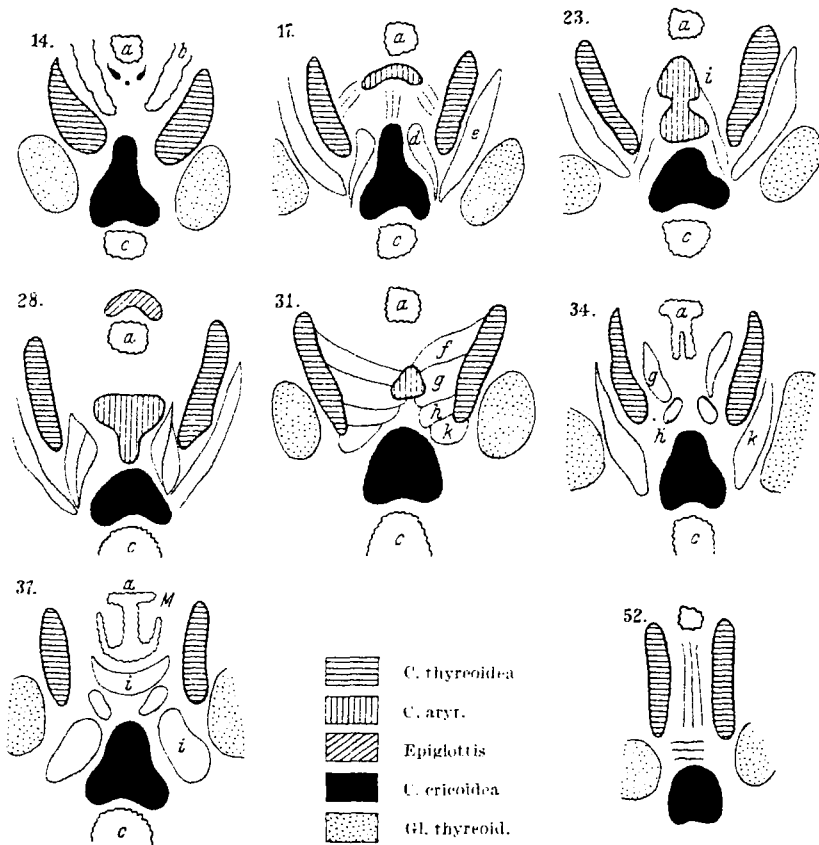 14.
a
b
c
17.
a
d
e
c
23.
a
i
c
28.
a
c
31.
a
f
g
h
k
c
34.
a
g
h
k
c
37.
a
M
i
i
c
52.
C. thyreoidea
C. aryt.
Epiglottis
C. cricoidea
Gl. thyreoid.